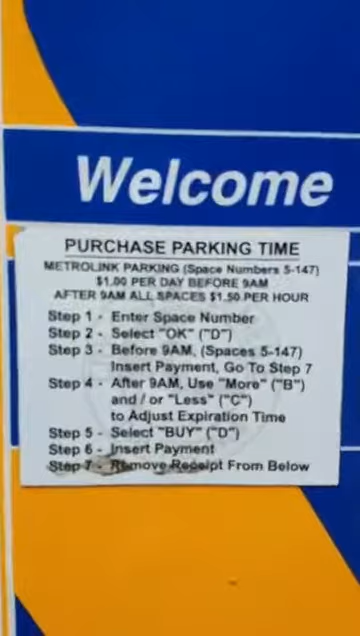 Welcome
PURCHASE PARKING TIME
METROLINK PARKING (Space Numbers 5-147)
$1.00 PER DAY BEFORE 9AM
AFTER 9AM ALL SPACES $1.50 PER HOUR
Step 1 - Enter Space Number
Step 2 - Select "OK" ("D")
Step 3 - Before 9AM, (Spaces 5-147)
Insert Payment, Go To Step 7
Step 4 - After 9AM, Use "More" ("B")
and / or "Less" ("C")
to Adjust Expiration Time
Step 5 - Select "BUY" ("D")
Step 6 - Insert Payment
Step 7 - Remove Receipt From Below